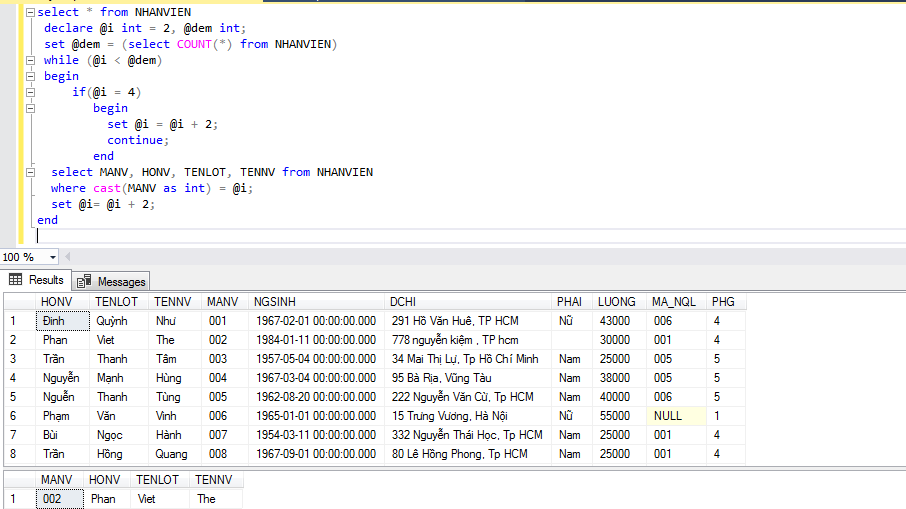 select * from NHANVIEN
declare @i int = 2, @dem int;
set @dem = (select COUNT(*) from NHANVIEN)
while (@i < @dem)
begin
if(@i = 4)
begin
set @i = @i + 2;
continue;
end
select MANV, HONV, TENLOT, TENNV from NHANVIEN
where cast(MANV as int) = @i;
set @i= @i + 2;
end
100 %
Results Messages
HONV TENLOT TENNV MANV NGSINH DCHI PHAI LUONG MA_NQL PHG
1 Đinh Quỳnh Như 001 1967-02-01 00:00:00.000 291 Hồ Văn Huê, TP HCM Nữ 43000 006 4
2 Phan Viet The 002 1984-01-11 00:00:00.000 778 nguyễn kiệm , TP hcm 30000 001 4
3 Trần Thanh Tâm 003 1957-05-04 00:00:00.000 34 Mai Thị Lự, Tp Hồ Chí Minh Nam 25000 005 5
4 Nguyễn Mạnh Hùng 004 1967-03-04 00:00:00.000 95 Bà Rịa, Vũng Tàu Nam 38000 005 5
5 Nguễn Thanh Tùng 005 1962-08-20 00:00:00.000 222 Nguyễn Văn Cừ, Tp HCM Nam 40000 006 5
6 Phạm Văn Vinh 006 1965-01-01 00:00:00.000 15 Trưng Vương, Hà Nội Nữ 55000 NULL 1
7 Bùi Ngọc Hành 007 1954-03-11 00:00:00.000 332 Nguyễn Thái Học, Tp HCM Nam 25000 001 4
8 Trần Hồng Quang 008 1967-09-01 00:00:00.000 80 Lê Hồng Phong, Tp HCM Nam 25000 001 4
MANV HONV TENLOT TENNV
1 002 Phan Viet The